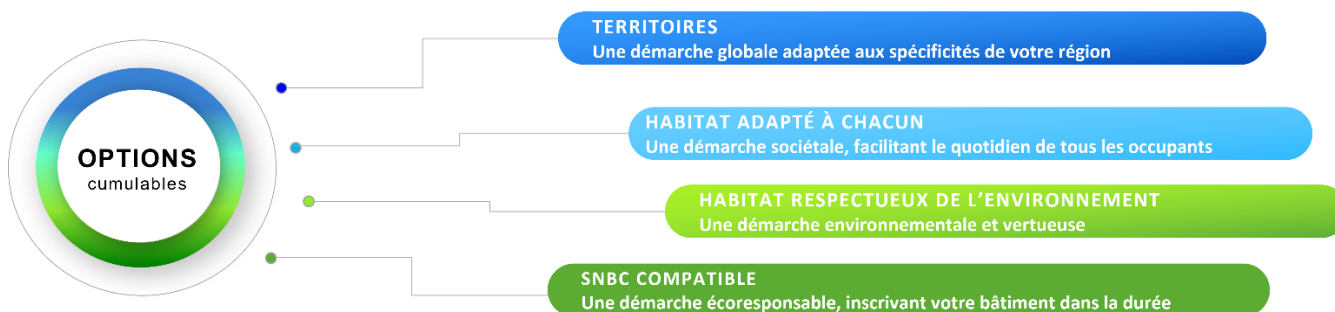 OPTIONS
cumulables
TERRITOIRES
Une démarche globale adaptée aux spécificités de votre région
HABITAT ADAPTÉ À CHACUN
Une démarche sociétale, facilitant le quotidien de tous les occupants
HABITAT RESPECTUEUX DE L’ENVIRONNEMENT
Une démarche environnementale et vertueuse
SNBC COMPATIBLE
Une démarche écoresponsable, inscrivant votre bâtiment dans la durée